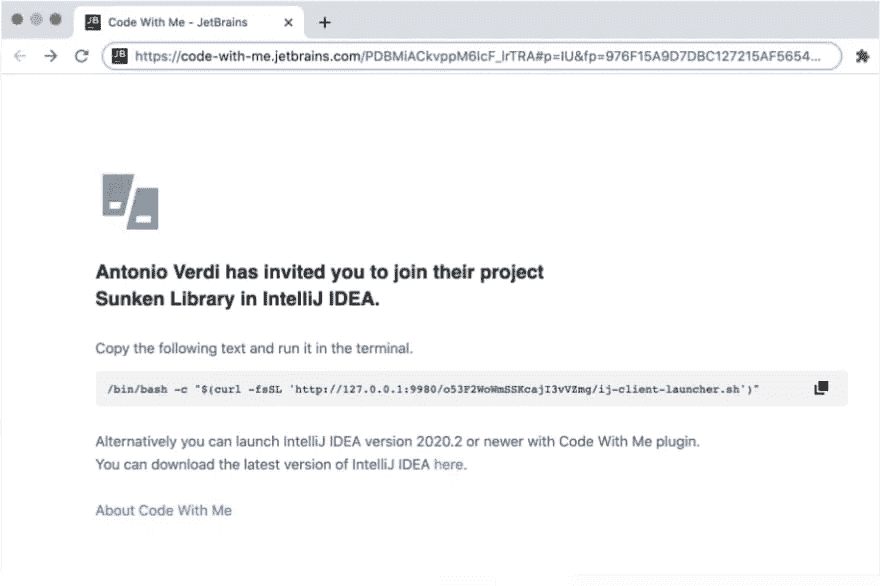 JB Code With Me - JetBrains
JB https://code-with-me.jetbrains.com/PDBMiACkvppM6IcF_lrTRA#p=IU&fp=976F15A9D7DBC127215AF5654...
Antonio Verdi has invited you to join their project
Sunken Library in IntelliJ IDEA.
Copy the following text and run it in the terminal.
/bin/bash -c "$(curl -fsSL 'http://127.0.0.1:9980/o53F2WoWmSSKcajI3vVZmg/ij-client-launcher.sh')"
Alternatively you can launch IntelliJ IDEA version 2020.2 or newer with Code With Me plugin.
You can download the latest version of IntelliJ IDEA here.
About Code With Me